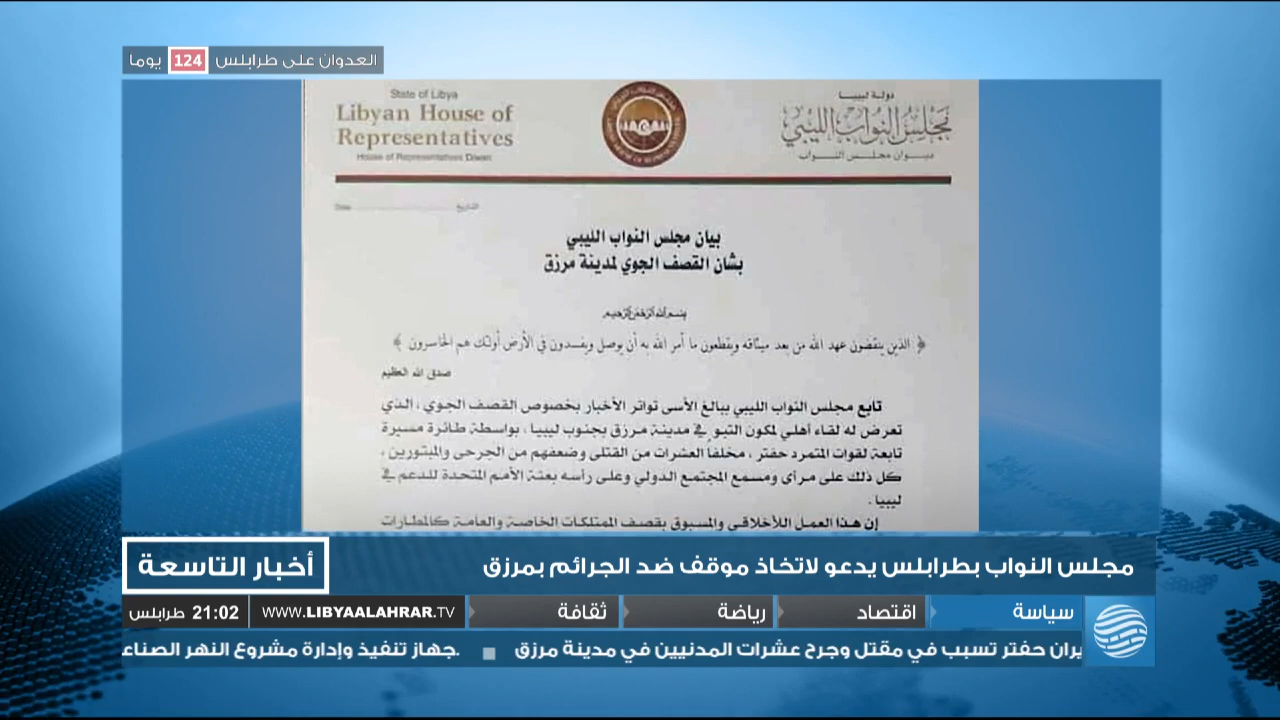 العدوان على طرابلس 124 يوماً
State of Libya
Libyan House of
Representatives
House of Representatives Diwan
دولة ليبيا
مجلس النواب الليبي
ديوان مجلس النواب
Date
التاريخ
بيان مجلس النواب الليبي
بشان القصف الجوي لمدينة مرزق
بسم الله الرحمن الرحيم
﴿ الذين ينقضون عهد الله من بعد ميثاقه ويقطعون ما أمر الله به أن يوصل ويفسدون في الأرض أولئك هم الخاسرون ﴾
صدق الله العظيم
تابع مجلس النواب الليبي ببالغ الأسى تواتر الأخبار بخصوص القصف الجوي ، الذي
تعرض له لقاء أهلي لمكون التبو في مدينة مرزق بجنوب ليبيا ، بواسطة طائرة مسيرة
تابعة لقوات المتمرد حفتر ، مخلفا العشرات من القتلى وضعفهم من الجرحى والمبتورين ،
كل ذلك على مرأى ومسمع المجتمع الدولي وعلى رأسه بعثة الأمم المتحدة للدعم في
ليبيا .
إن هذا العمل اللأخلاقي والمسبوق بقصف الممتلكات الخاصة والعامة كالمطارات
مجلس النواب بطرابلس يدعو لاتخاذ موقف ضد الجرائم بمرزق
أخبار التاسعة
سياسة
اقتصاد
رياضة
ثقافة
WWW.LIBYAALAHRAR.TV
21:02 طرابلس
يران حفتر تسبب في مقتل وجرح عشرات المدنيين في مدينة مرزق ■ .جهاز تنفيذ وإدارة مشروع النهر الصناع